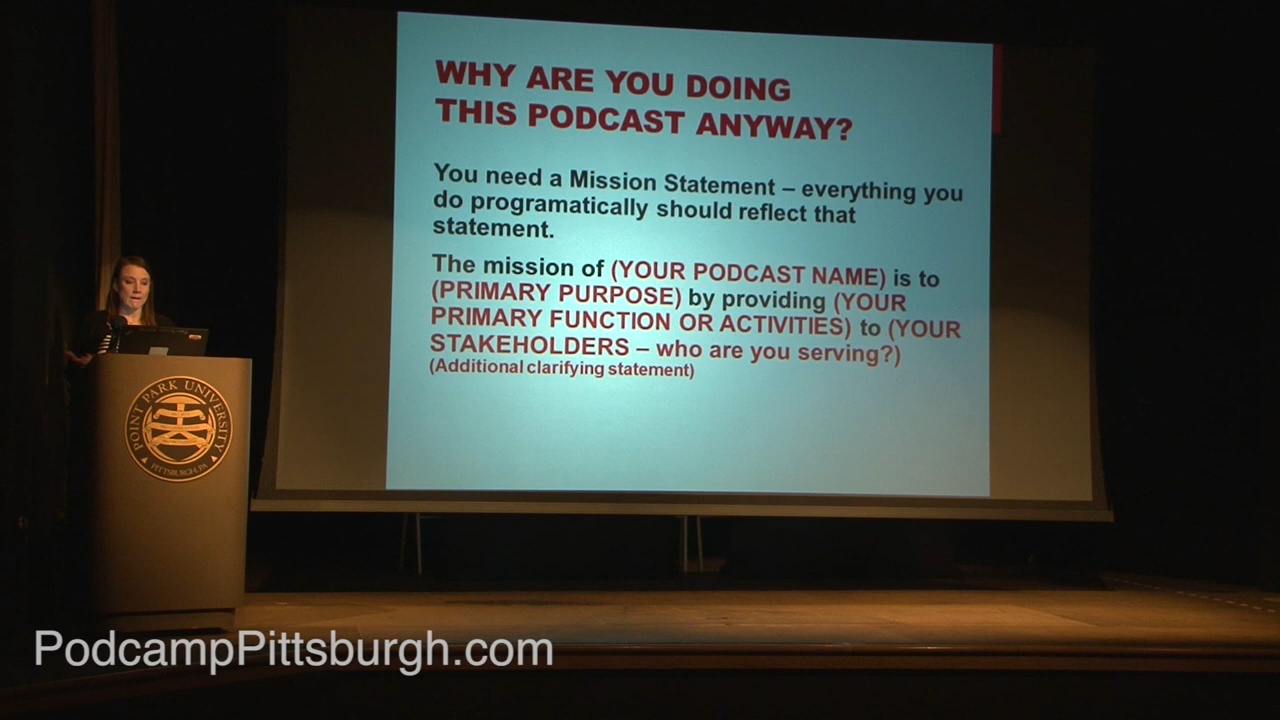 WHY ARE YOU DOING
THIS PODCAST ANYWAY?
You need a Mission Statement – everything you
do programatically should reflect that
statement.
The mission of (YOUR PODCAST NAME) is to
(PRIMARY PURPOSE) by providing (YOUR
PRIMARY FUNCTION OR ACTIVITIES) to (YOUR
STAKEHOLDERS – who are you serving?)
(Additional clarifying statement)
POINT PARK UNIVERSITY
PITTSBURGH, PA
PodcampPittsburgh.com